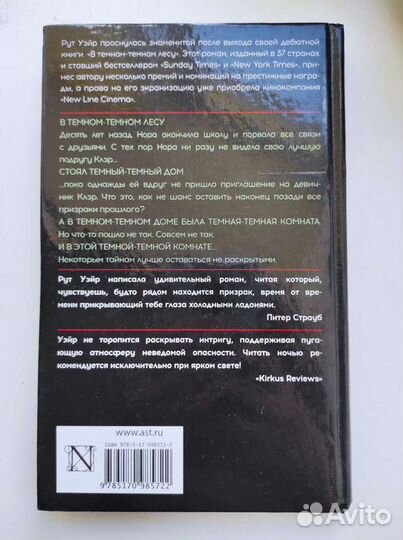 Рут Уэйр проснулась знаменитой после выхода своей дебютной
книги «В темном-темном лесу». Этот роман, изданный в 37 странах
и ставший бестселлером «Sunday Times» и «New York Times», при-
нес автору несколько премий и номинаций на престижные награ-
ды, а права на его экранизацию уже приобрела кинокомпания
«New Line Cinema».
В ТЕМНОМ-ТЕМНОМ ЛЕСУ
Десять лет назад Нора окончила школу и порвала все связи
с друзьями. С тех пор Нора ни разу не видела свою лучшую
подругу Клэр...
СТОЯЛ ТЕМНЫЙ-ТЕМНЫЙ ДОМ
...пока однажды ей вдруг не пришло приглашение на девич-
ник Клэр. Что это, как не шанс оставить наконец позади все
призраки прошлого?
А В ТЕМНОМ-ТЕМНОМ ДОМЕ БЫЛА ТЕМНАЯ-ТЕМНАЯ КОМНАТА.
Но что-то пошло не так. Совсем не так.
И В ЭТОЙ ТЕМНОЙ-ТЕМНОЙ КОМНАТЕ...
Некоторым тайнам лучше оставаться не раскрытыми.
Рут Уэйр написала удивительный роман, читая который,
чувствуешь, будто рядом находится призрак, время от вре-
мени прикрывающий тебе глаза холодными ладонями.
Питер Страуб
Уэйр не торопится раскрывать интригу, поддерживая пуга-
ющую атмосферу неведомой опасности. Читать ночью ре-
комендуется исключительно при ярком свете!
«Kirkus Reviews»
www.ast.ru
ISBN 978-5-17-098572-2
N
9 785170 985722
Avito